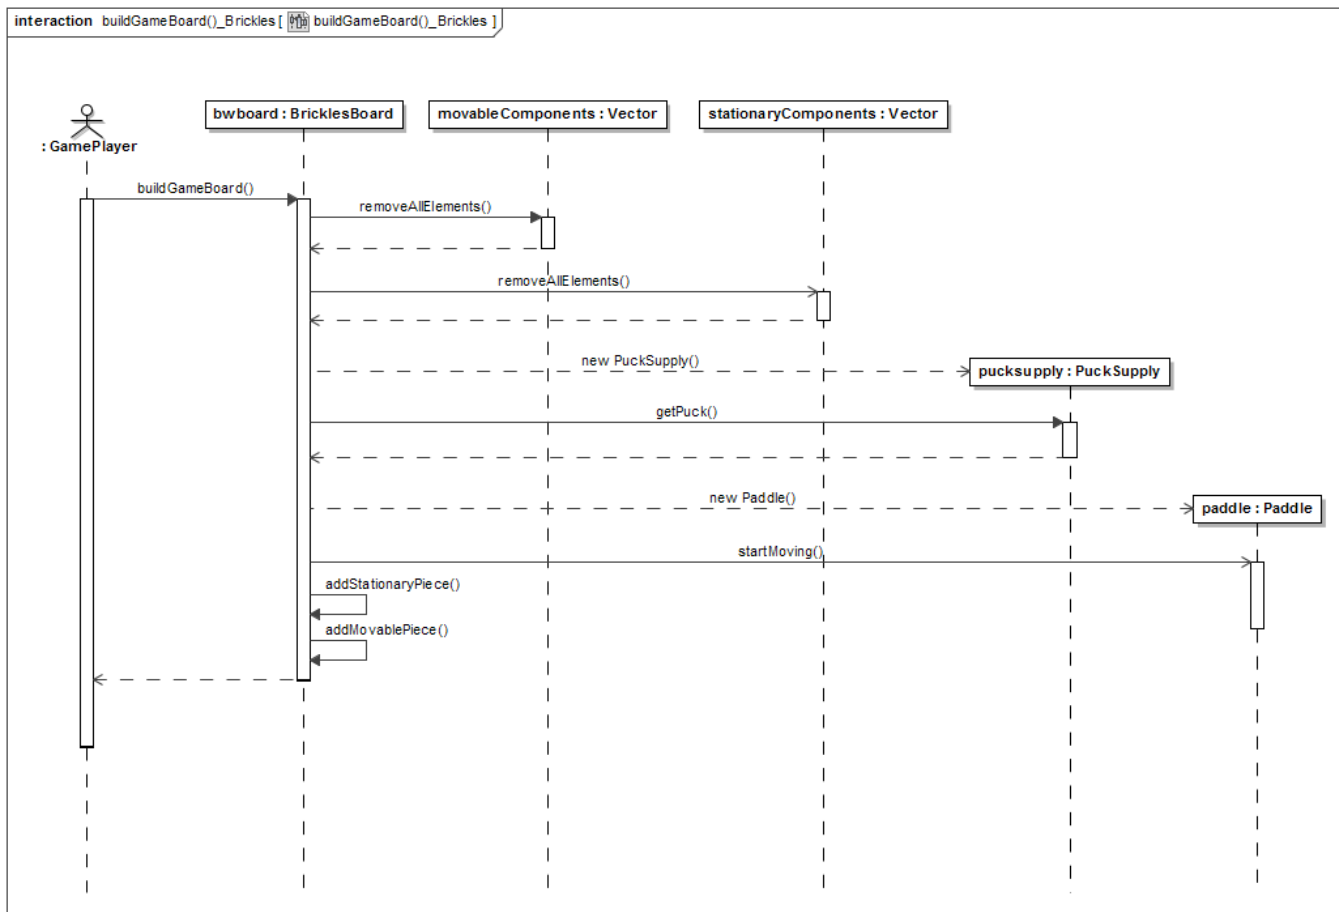 interaction buildGameBoard()_Brickles [ buildGameBoard()_Brickles ]
bwboard : BricklesBoard
movableComponents : Vector
stationaryComponents : Vector
: GamePlayer
buildGameBoard()
removeAllElements()
removeAllElements()
new PuckSupply()
pucksupply : PuckSupply
getPuck()
new Paddle()
paddle : Paddle
startMoving()
addStationaryPiece()
addMovablePiece()